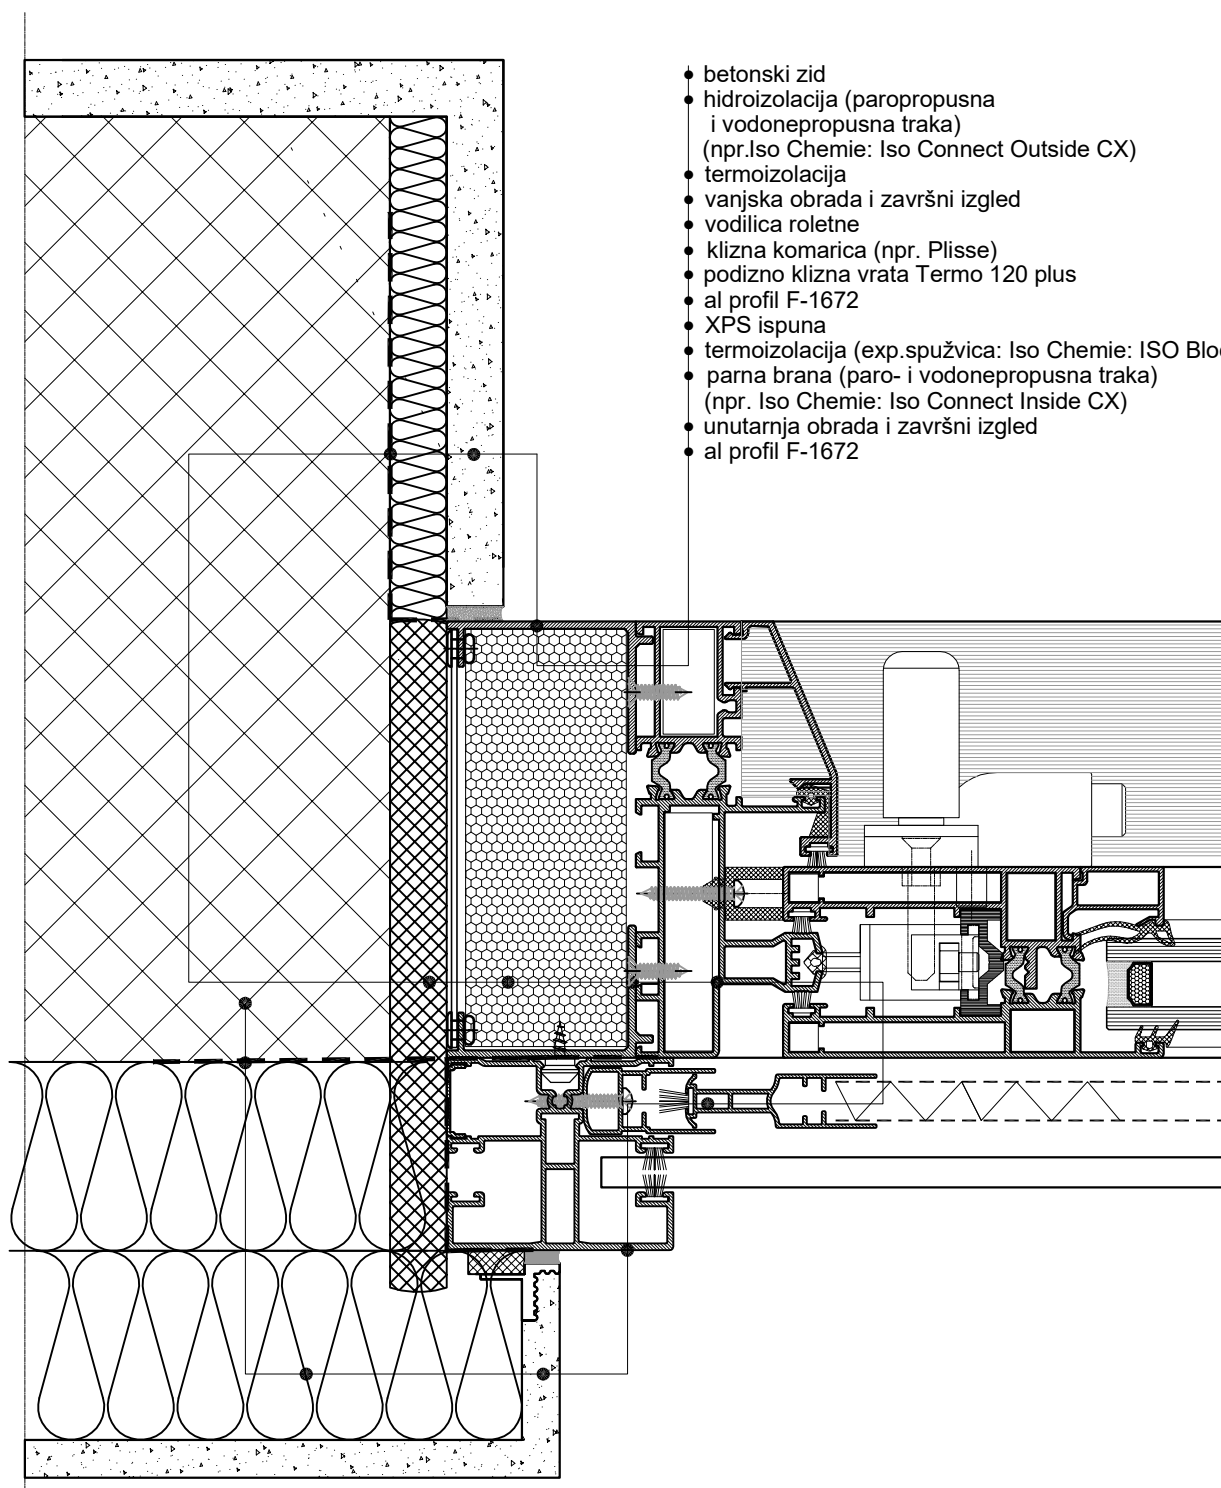 betonski zid
hidroizolacija (paropropusna
i vodonepropusna traka)
(npr.Iso Chemie: Iso Connect Outside CX)
termoizolacija
vanjska obrada i završni izgled
vodilica roletne
klizna komarica (npr. Plisse)
podizno klizna vrata Termo 120 plus
al profil F-1672
XPS ispuna
termoizolacija (exp.spužvica: Iso Chemie: ISO Bloc
parna brana (paro- i vodonepropusna traka)
(npr. Iso Chemie: Iso Connect Inside CX)
unutarnja obrada i završni izgled
al profil F-1672